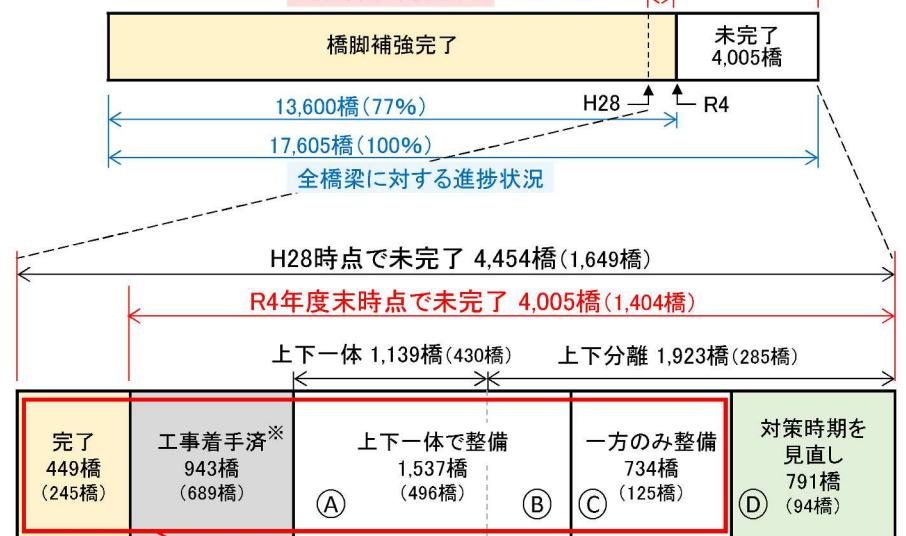 橋脚補強完了
未完了
4,005橋
13,600橋(77%)
H28
R4
17,605橋(100%)
全橋梁に対する進捗状況
H28時点で未完了 4,454橋(1,649橋)
R4年度末時点で未完了 4,005橋(1,404橋)
上下一体 1,139橋(430橋)
上下分離 1,923橋(285橋)
完了
449橋
(245橋)
工事着手済※
943橋
(689橋)
上下一体で整備
1,537橋
(496橋)
Ⓐ
Ⓑ
一方のみ整備
734橋
(125橋)
Ⓒ
対策時期を
見直し
791橋
Ⓓ (94橋)